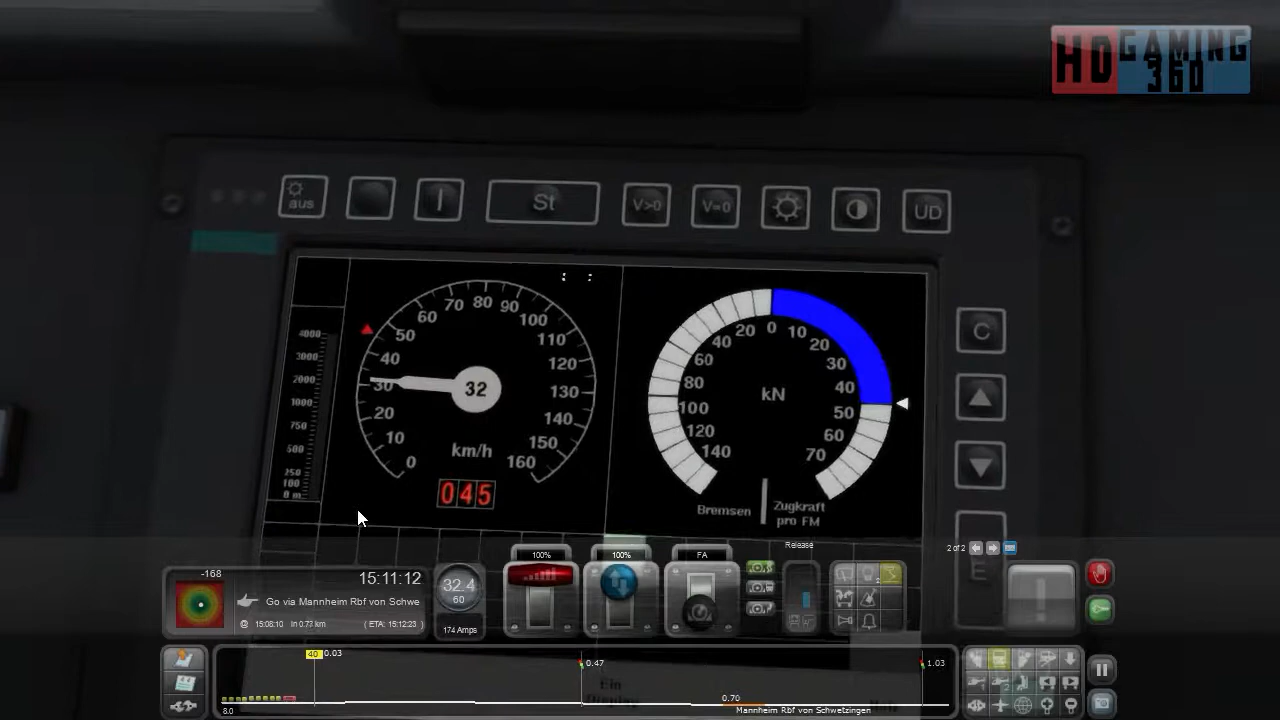 HD GAMING 360
aus
St
V>0
V=0
UD
C
4000
3000
2000
1000
750
500
250
100
0 m
0 10 20 30 40 50 60 70 80 90 100 110 120 130 140 150 160
32
km/h
045
140 120 100 80 60 40 20 0 10 20 30 40 50 60 70
kN
Bremsen
Zugkraft
pro FM
E
2 of 2
Release
100%
100%
FA
-168
15:11:12
Go via Mannheim Rbf von Schwe
@ 15:08:10 In 0.73 km ( ETA: 15:12:23 )
32.4
60
174 Amps
40 0.03
0.47
1.03
0.70
8.0
Mannheim Rbf von Schwetzingen
Ein
Display